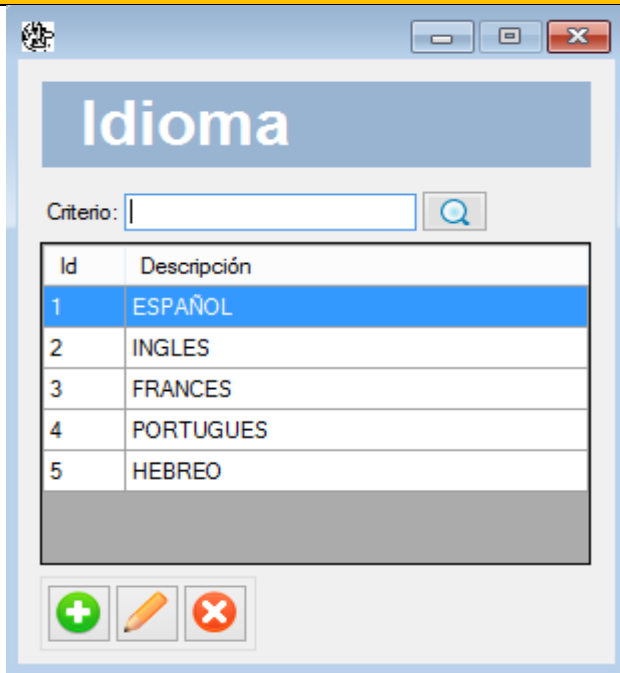 Idioma
Criterio:
Id Descripción
1 ESPAÑOL
2 INGLES
3 FRANCES
4 PORTUGUES
5 HEBREO